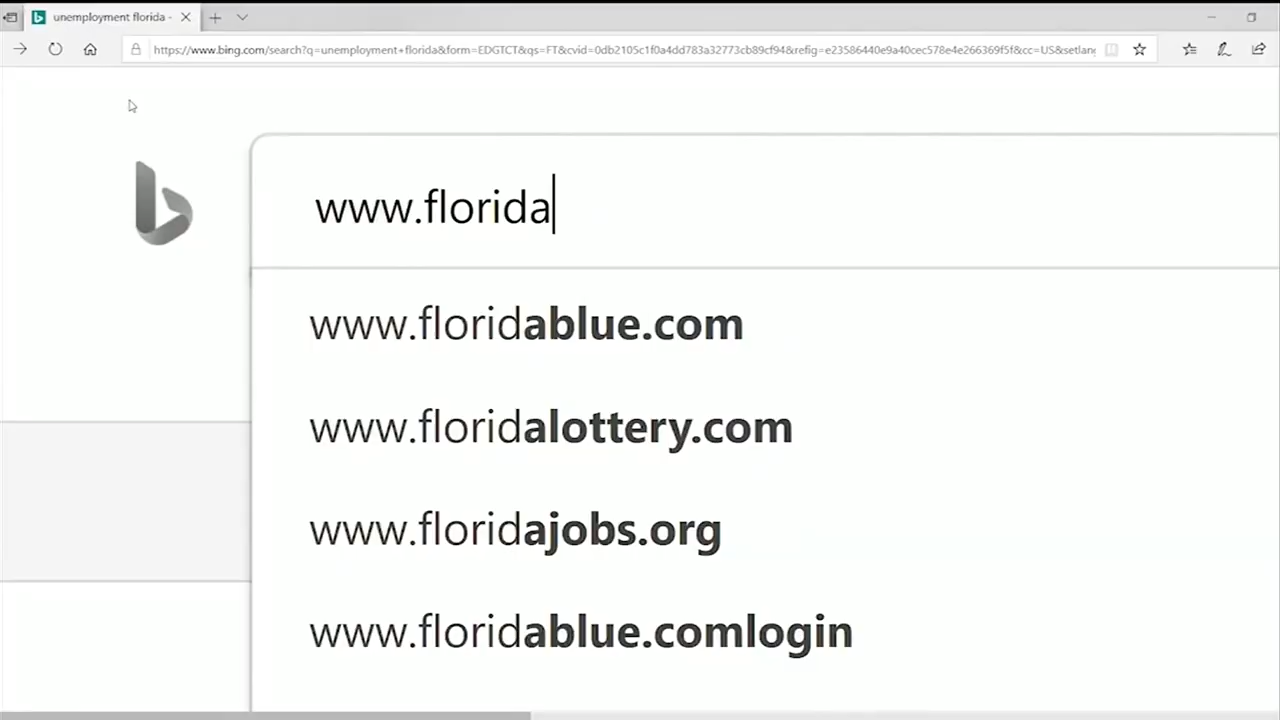 unemployment florida -
https://www.bing.com/search?q=unemployment+florida&form=EDGTCT&qs=FT&cvid=0db2105c1f0a4dd783a32773cb89cf94&refig=e23586440e9a40cec578e4e266369f5f&cc=US&setlang
www.florida
www.floridablue.com
www.floridalottery.com
www.floridajobs.org
www.floridablue.comlogin